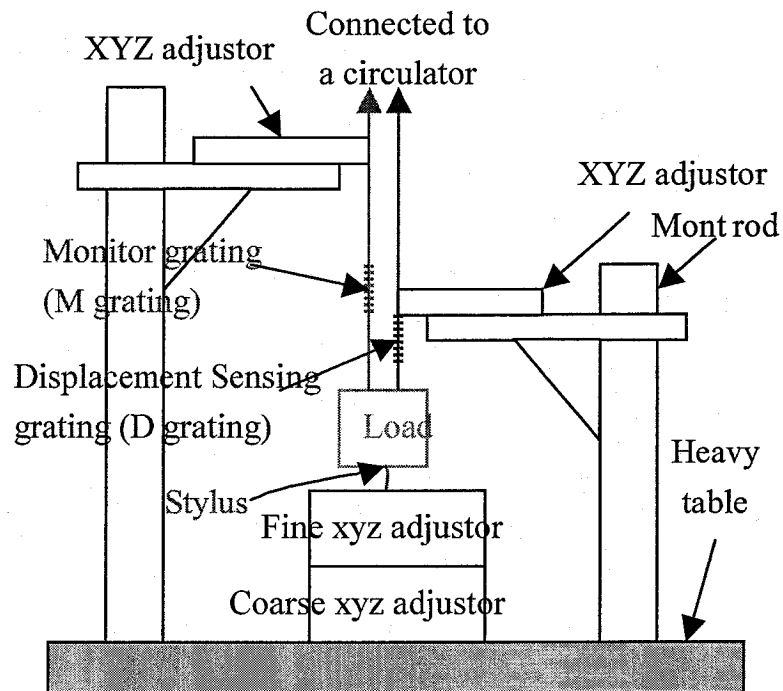 Connected to
a circulator
XYZ adjustor
XYZ adjustor
Mont rod
Monitor grating
(M grating)
Displacement Sensing
grating (D grating)
Load
Heavy
table
Stylus
Fine xyz adjustor
Coarse xyz adjustor